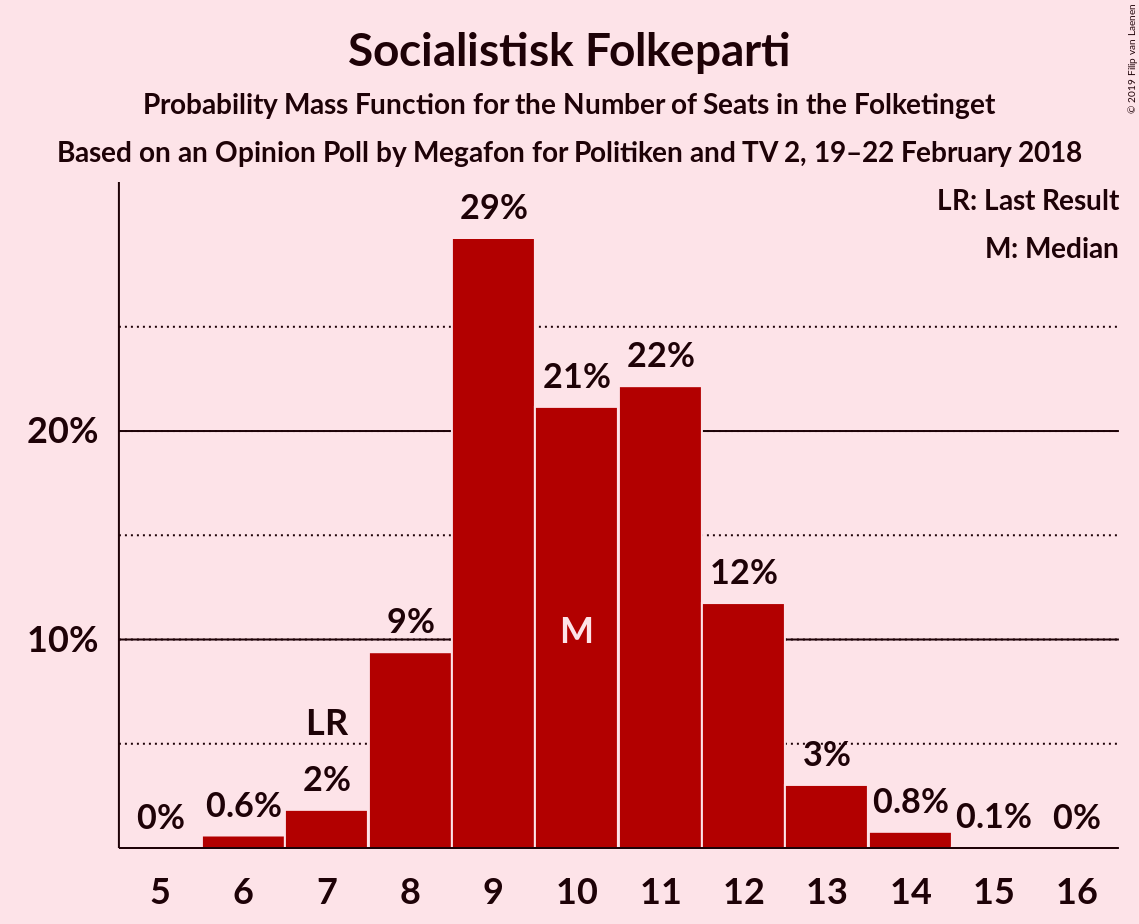 Socialistisk Folkeparti
Probability Mass Function for the Number of Seats in the Folketinget
Based on an Opinion Poll by Megafon for Politiken and TV 2, 19–22 February 2018
© 2019 Filip van Laenen
LR: Last Result
M: Median
29%
22%
21%
20%
12%
9%
10%
M
LR
3%
2%
0.6%
0.8%
0%
0.1%
0%
5 6 7 8 9 10 11 12 13 14 15 16